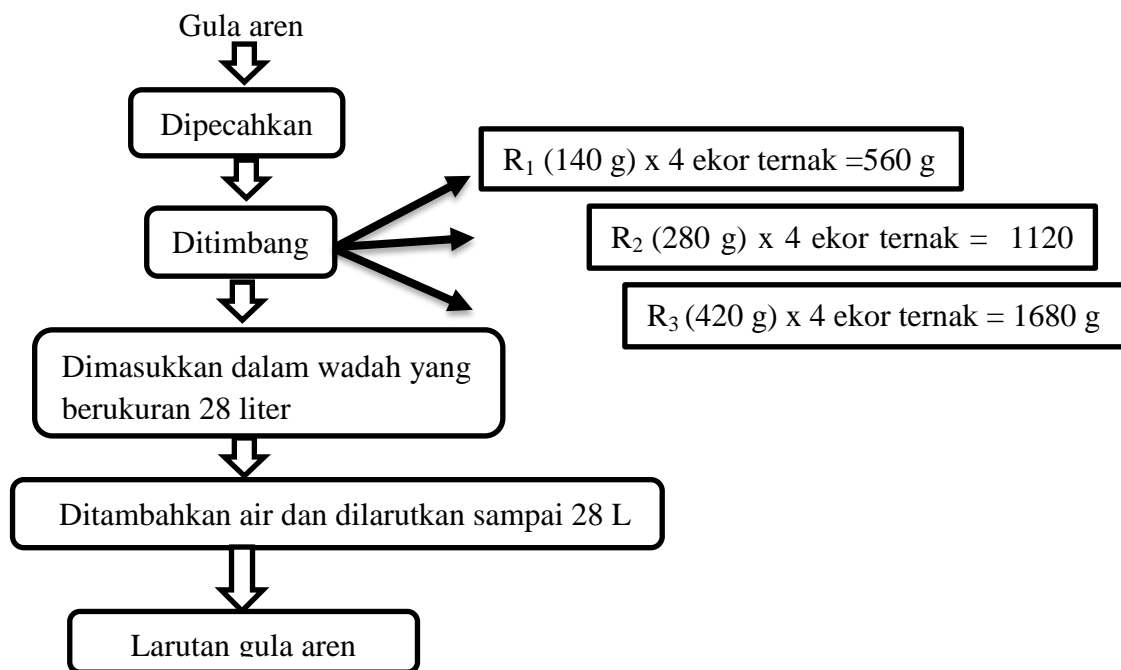 Gula aren
Dipecahkan
R1 (140 g) x 4 ekor ternak =560 g
Ditimbang
R2 (280 g) x 4 ekor ternak = 1120
R3 (420 g) x 4 ekor ternak = 1680 g
Dimasukkan dalam wadah yang
berukuran 28 liter
Ditambahkan air dan dilarutkan sampai 28 L
Larutan gula aren